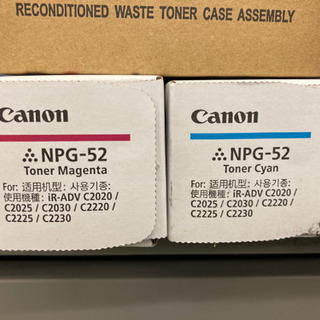 RECONDITIONED WASTE TONER CASE ASSEMBLY
Canon
NPG-52
Toner Magenta
For: 适用机型: 사용기종:
使用機種: iR-ADV C2020 /
C2025 / C2030 / C2220 /
C2225 / C2230
Canon
NPG-52
Toner Cyan
For: 适用机型: 사용기종:
使用機種: iR-ADV C2020 /
C2025 / C2030 / C2220 /
C2225 / C2230